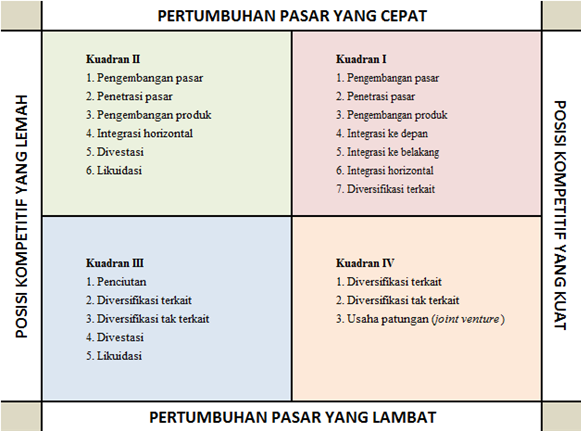 PERTUMBUHAN PASAR YANG CEPAT
POSISI KOMPETITIF YANG LEMAH
Kuadran II
1. Pengembangan pasar
2. Penetrasi pasar
3. Pengembangan produk
4. Integrasi horizontal
5. Divestasi
6. Likuidasi
Kuadran I
1. Pengembangan pasar
2. Penetrasi pasar
3. Pengembangan produk
4. Integrasi ke depan
5. Integrasi ke belakang
6. Integrasi horizontal
7. Diversifikasi terkait
POSISI KOMPETITIF YANG KUAT
Kuadran III
1. Penciutan
2. Diversifikasi terkait
3. Diversifikasi tak terkait
4. Divestasi
5. Likuidasi
Kuadran IV
1. Diversifikasi terkait
2. Diversifikasi tak terkait
3. Usaha patungan (joint venture )
PERTUMBUHAN PASAR YANG LAMBAT